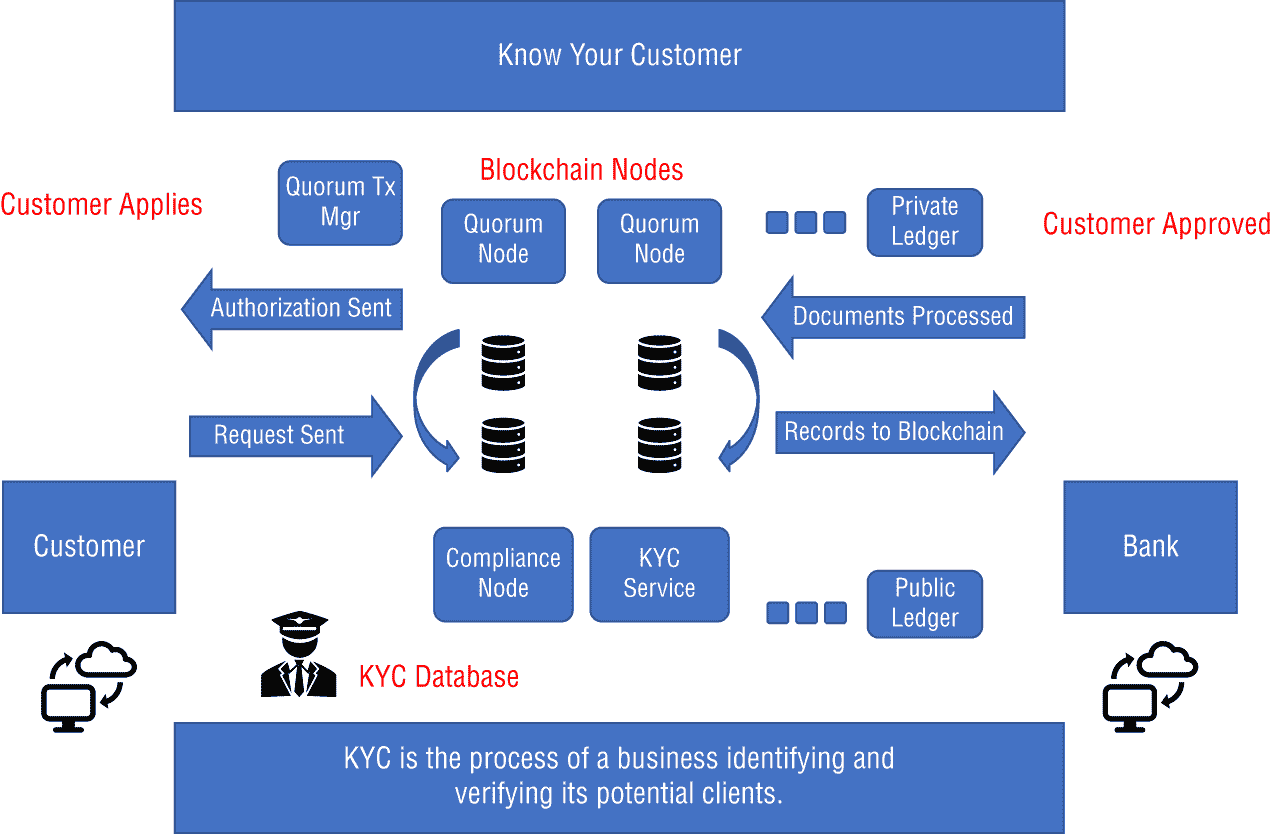 Know Your Customer
Blockchain Nodes
Customer Applies
Quorum Tx
Mgr
Quorum
Node
Quorum
Node
Private
Ledger
Customer Approved
Authorization Sent
Documents Processed
Request Sent
Records to Blockchain
Customer
Compliance
Node
KYC
Service
Public
Ledger
Bank
KYC Database
KYC is the process of a business identifying and
verifying its potential clients.